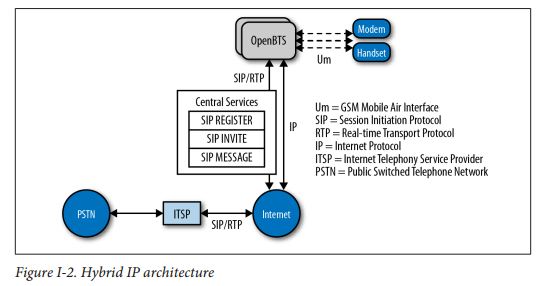 OpenBTS
Modem
Handset
Um
SIP/RTP
Central Services
SIP REGISTER
SIP INVITE
SIP MESSAGE
IP
Um = GSM Mobile Air Interface
SIP = Session Initiation Protocol
RTP = Real-time Transport Protocol
IP = Internet Protocol
ITSP = Internet Telephony Service Provider
PSTN = Public Switched Telephone Network
PSTN
ITSP
SIP/RTP
Internet
Figure I-2. Hybrid IP architecture